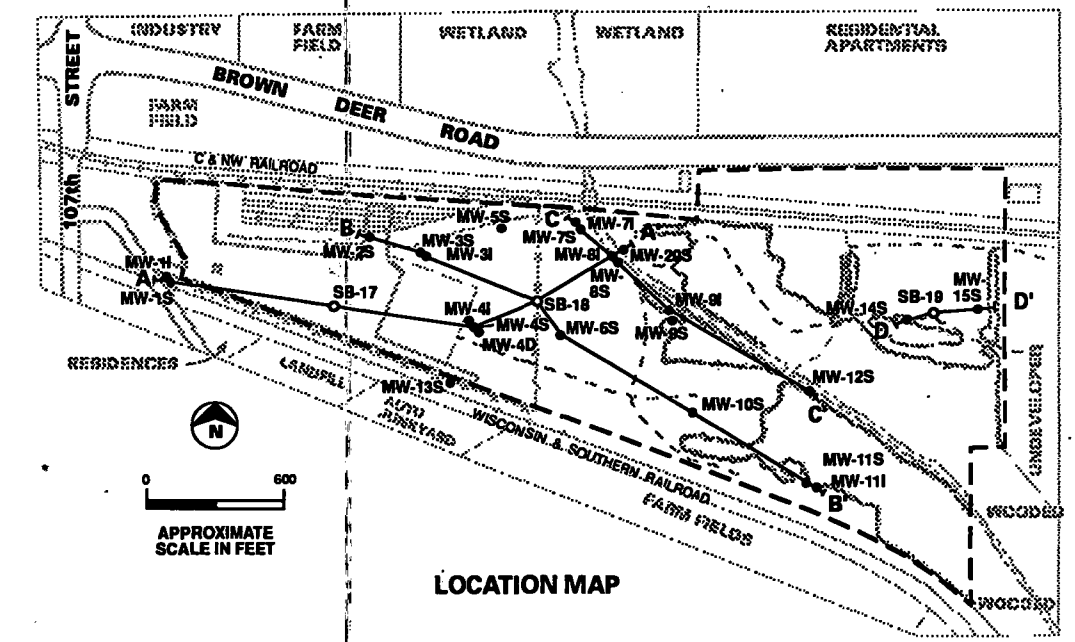 INDUSTRY
FARM
FIELD
WETLAND
WETLAND
RESIDENTIAL
APARTMENTS
107th STREET
BROWN DEER ROAD
FARM
FIELD
C & NW RAILROAD
B
MW-2S
MW-3S
MW-3I
MW-5S
C
MW-7I
MW-7S
A'
MW-8I
MW-20S
MW-
8S
MW-1I
A
MW-1S
SB-17
SB-18
MW-4I
MW-4S
MW-4D
MW-6S
MW-9I
MW-9S
MW-14S
SB-19
MW-
15S
D
D'
RESIDENCES
LANDFILL
MW-13S
AUTO
JUNKYARD
MW-12S
C'
MW-10S
UNDEVELOPED
WISCONSIN & SOUTHERN RAILROAD
MW-11S
MW-11I
B'
N
0
600
APPROXIMATE
SCALE IN FEET
FARM FIELDS
WOODED
WOODED
LOCATION MAP